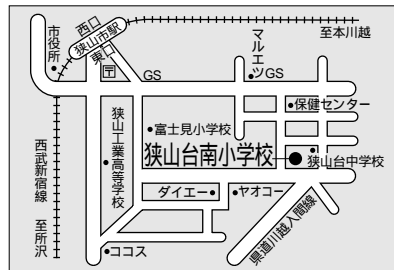 西口
狭山市駅
東口
〒
市役所
至本川越
マルエツ
GS
GS
保健センター
富士見小学校
狭山工業高等学校
狭山台南小学校
狭山台中学校
西武新宿線
至所沢
ダイエー
ヤオコー
ココス
県道川越入間線